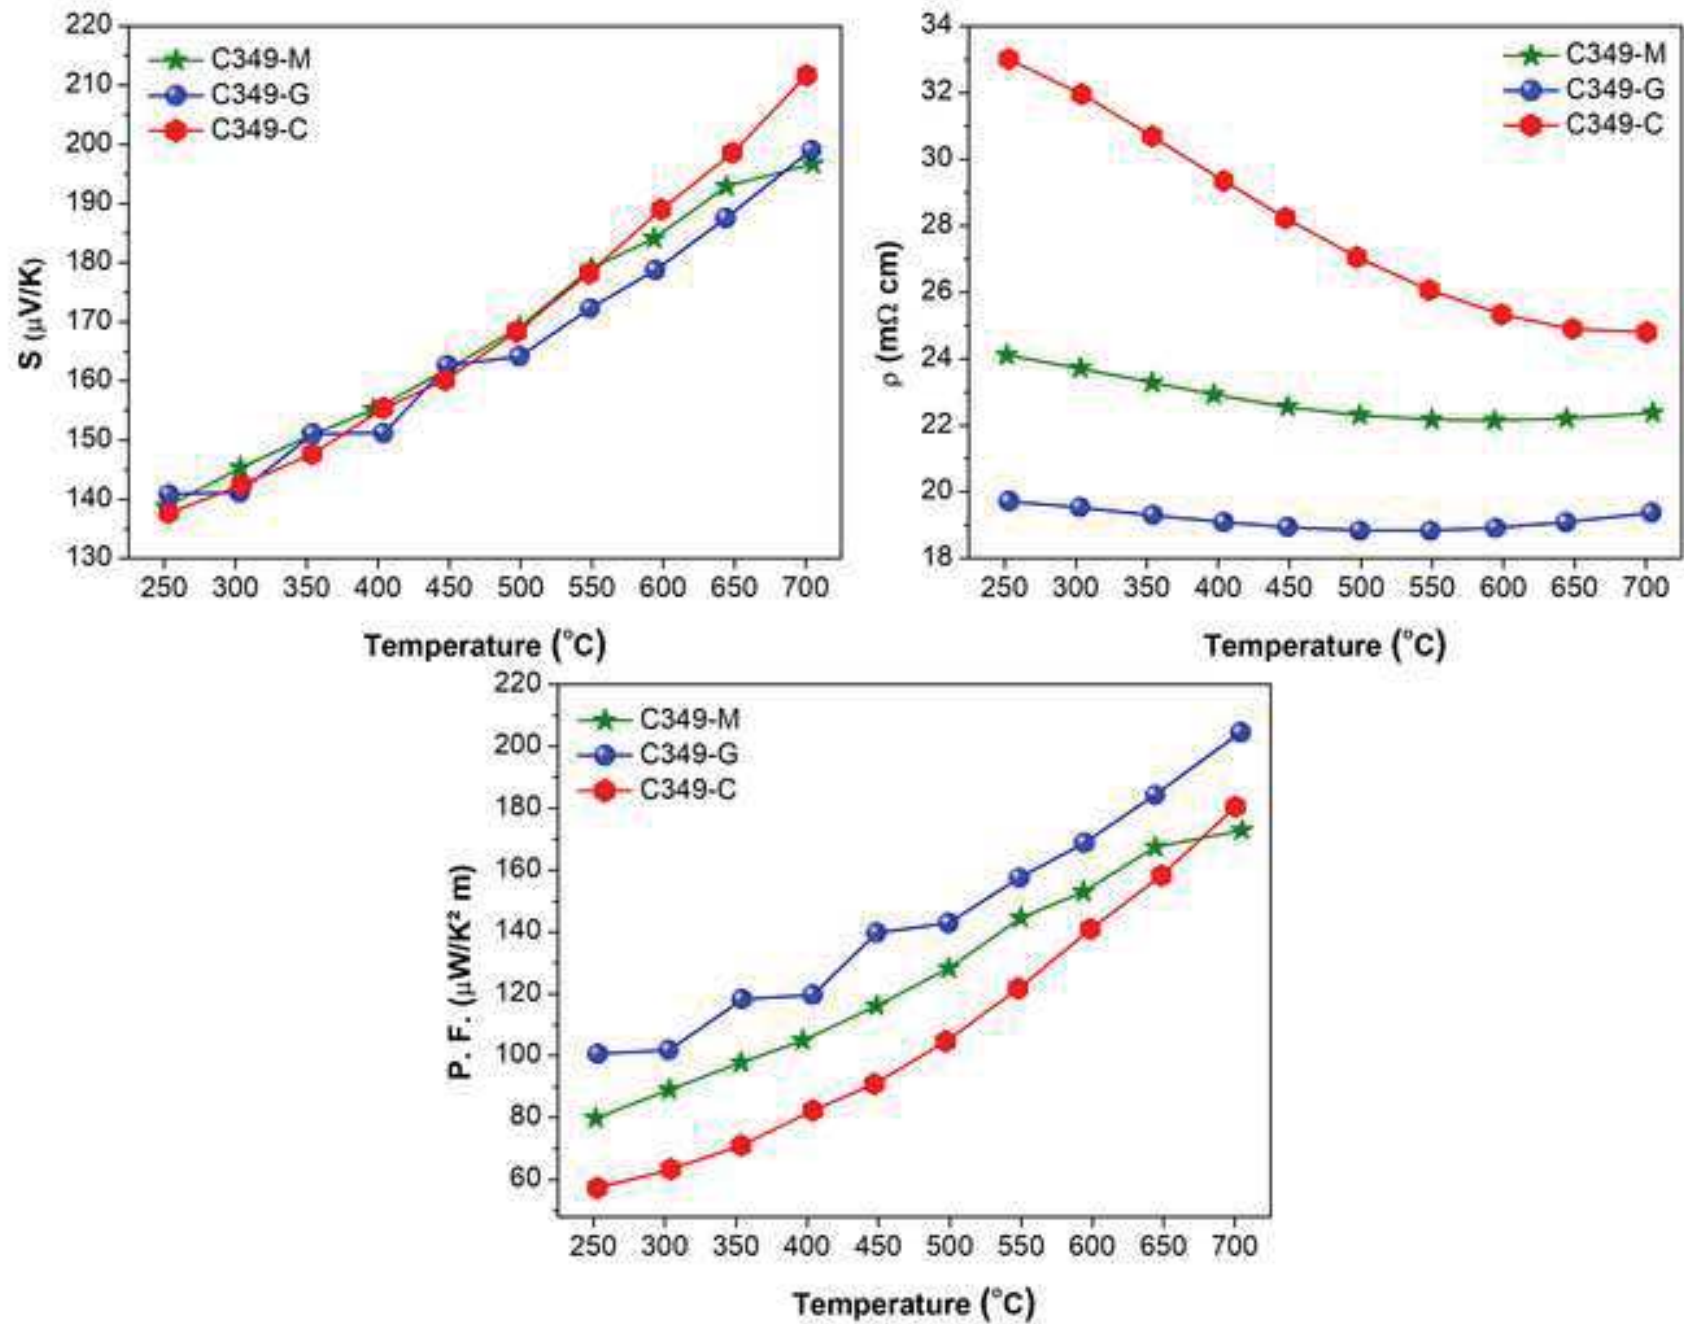 220
210
200
190
180
170
160
150
140
130
S (μV/K)
C349-M
C349-G
C349-C
250 300 350 400 450 500 550 600 650 700
Temperature (°C)
34
32
30
28
26
24
22
20
18
ρ (mΩ cm)
C349-M
C349-G
C349-C
250 300 350 400 450 500 550 600 650 700
Temperature (°C)
220
200
180
160
140
120
100
80
60
P. F. (μW/K² m)
C349-M
C349-G
C349-C
250 300 350 400 450 500 550 600 650 700
Temperature (°C)